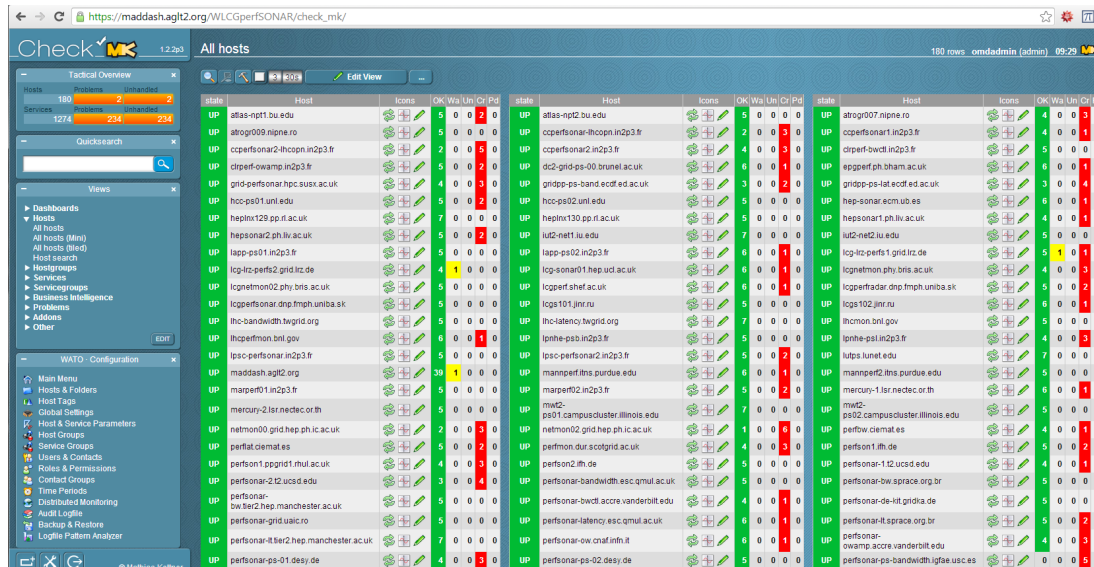 https://maddash.aglt2.org/WLCGperfSONAR/check_mk/
Check MK 1.2.2p3
All hosts
180 rows omdadmin (admin) 09:29
Tactical Overview
Hosts Problems Unhandled
180 2 2
Services Problems Unhandled
1274 234 234
Quicksearch
Views
Dashboards
Hosts
All hosts
All hosts (Mini)
All hosts (tiled)
Host search
Hostgroups
Services
Servicegroups
Business Intelligence
Problems
Addons
Other
EDIT
WATO · Configuration
Main Menu
Hosts & Folders
Host Tags
Global Settings
Host & Service Parameters
Host Groups
Service Groups
Users & Contacts
Roles & Permissions
Contact Groups
Time Periods
Distributed Monitoring
Audit Logfile
Backup & Restore
Logfile Pattern Analyzer
© Mathias Kettner
3 30s Edit View ...
state Host Icons OK Wa Un Cr Pd state Host Icons OK Wa Un Cr Pd state Host Icons OK Wa Un Cr
UP atlas-npt1.bu.edu 5 0 0 2 0 UP atlas-npt2.bu.edu 5 0 0 0 0 UP atrogr007.nipne.ro 4 0 0 3
UP atrogr009.nipne.ro 2 0 0 0 0 UP ccperfsonar-lhcopn.in2p3.fr 2 0 0 3 0 UP ccperfsonar1.in2p3.fr 4 0 0 1
UP ccperfsonar2-lhcopn.in2p3.fr 2 0 0 5 0 UP ccperfsonar2.in2p3.fr 4 0 0 3 0 UP clrperf-bwctl.in2p3.fr 5 0 0 0
UP clrperf-owamp.in2p3.fr 5 0 0 2 0 UP dc2-grid-ps-00.brunel.ac.uk 6 0 0 1 0 UP epgperf.ph.bham.ac.uk 6 0 0 1
UP grid-perfsonar.hpc.susx.ac.uk 4 0 0 3 0 UP gridpp-ps-band.ecdf.ed.ac.uk 3 0 0 2 0 UP gridpp-ps-lat.ecdf.ed.ac.uk 3 0 0 4
UP hcc-ps01.unl.edu 5 0 0 2 0 UP hcc-ps02.unl.edu 5 0 0 0 0 UP hep-sonar.ecm.ub.es 6 0 0 1
UP heplnx129.pp.rl.ac.uk 7 0 0 0 0 UP heplnx130.pp.rl.ac.uk 5 0 0 0 0 UP hepsonar1.ph.liv.ac.uk 4 0 0 1
UP hepsonar2.ph.liv.ac.uk 5 0 0 2 0 UP iut2-net1.iu.edu 7 0 0 0 0 UP iut2-net2.iu.edu 5 0 0 0
UP lapp-ps01.in2p3.fr 5 0 0 0 0 UP lapp-ps02.in2p3.fr 6 0 0 1 0 UP lcg-lrz-perfs1.grid.lrz.de 5 1 0 1
UP lcg-lrz-perfs2.grid.lrz.de 4 1 0 0 0 UP lcg-sonar01.hep.ucl.ac.uk 6 0 0 1 0 UP lcgnetmon.phy.bris.ac.uk 4 0 0 3
UP lcgnetmon02.phy.bris.ac.uk 5 0 0 0 0 UP lcgperf.shef.ac.uk 6 0 0 1 0 UP lcgperfradar.dnp.fmph.uniba.sk 5 0 0 2
UP lcgperfsonar.dnp.fmph.uniba.sk 5 0 0 0 0 UP lcgs101.jinr.ru 5 0 0 0 0 UP lcgs102.jinr.ru 6 0 0 1
UP lhc-bandwidth.twgrid.org 5 0 0 0 0 UP lhc-latency.twgrid.org 5 0 0 0 0 UP lhcmon.bnl.gov 5 0 0 0
UP lhcperfmon.bnl.gov 6 0 0 1 0 UP lpnhe-psb.in2p3.fr 5 0 0 0 0 UP lpnhe-psl.in2p3.fr 4 0 0 3
UP lpsc-perfsonar.in2p3.fr 5 0 0 0 0 UP lpsc-perfsonar2.in2p3.fr 5 0 0 2 0 UP lutps.lunet.edu 7 0 0 0
UP maddash.aglt2.org 39 1 0 0 0 UP mannperf.itns.purdue.edu 6 0 0 1 0 UP mannperf2.itns.purdue.edu 5 0 0 0
UP marperf01.in2p3.fr 5 0 0 0 0 UP marperf02.in2p3.fr 5 0 0 2 0 UP mercury-1.lsr.nectec.or.th 6 0 0 1
UP mercury-2.lsr.nectec.or.th 5 0 0 0 0 UP mwt2-ps01.campuscluster.illinois.edu 7 0 0 0 0 UP mwt2-ps02.campuscluster.illinois.edu 5 0 0 0
UP netmon00.grid.hep.ph.ic.ac.uk 2 0 0 3 0 UP netmon02.grid.hep.ph.ic.ac.uk 1 0 0 6 0 UP perfbw.ciemat.es 4 0 0 1
UP perflat.ciemat.es 5 0 0 2 0 UP perfmon.dur.scotgrid.ac.uk 4 0 0 3 0 UP person1.ifh.de 5 0 0 2
UP person1.ppgrid1.rhul.ac.uk 4 0 0 3 0 UP person2.ifh.de 5 0 0 0 0 UP perfsonar-1.t2.ucsd.edu 4 0 0 1
UP perfsonar-2.t2.ucsd.edu 3 0 0 4 0 UP perfsonar-bandwidth.esc.qmul.ac.uk 5 0 0 0 0 UP perfsonar-bw.sprace.org.br 5 0 0 0
UP perfsonar-bw.tier2.hep.manchester.ac.uk 5 0 0 0 0 UP perfsonar-bwctl.accre.vanderbilt.edu 4 0 0 1 0 UP perfsonar-de-kit.gridka.de 5 0 0 0
UP perfsonar-grid.uaic.ro 5 0 0 0 0 UP perfsonar-latency.esc.qmul.ac.uk 6 0 0 1 0 UP perfsonar-lt.sprace.org.br 5 0 0 2
UP perfsonar-lt.tier2.hep.manchester.ac.uk 7 0 0 0 0 UP perfsonar-ow.cnaf.infn.it 6 0 0 1 0 UP perfsonar-owamp.accre.vanderbilt.edu 4 0 0 3
UP perfsonar-ps-01.desy.de 4 0 0 3 0 UP perfsonar-ps-02.desy.de 5 0 0 0 0 UP perfsonar-ps-bandwidth.igfae.usc.es 0 0 0 5